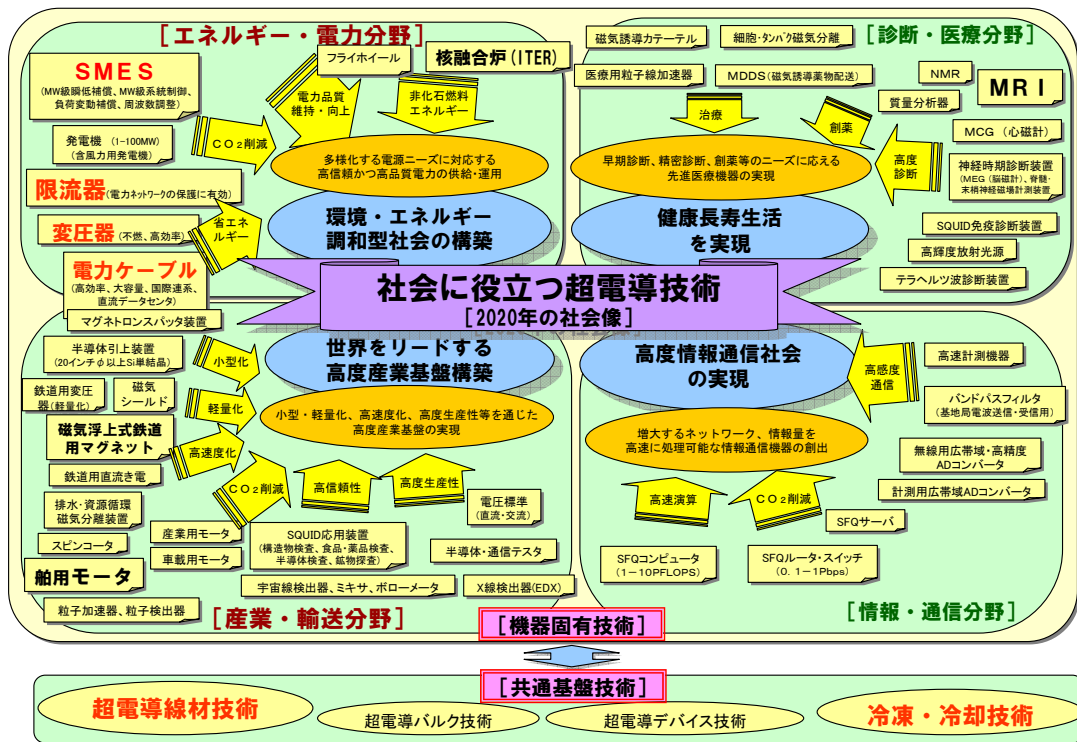 [エネルギー・電力分野]
SMES
(MW級瞬低補償、MW級系統制御、
負荷変動補償、周波数調整)
フライホイール
核融合炉(ITER)
電力品質
維持・向上
非化石燃料
エネルギー
発電機 (1-100MW)
(含風力用発電機)
CO2削減
限流器(電力ネットワークの保護に有効)
変圧器(不燃、高効率)
省エネ
ルギー
電力ケーブル
(高効率、大容量、国際連系、
直流データセンタ)
多様化する電源ニーズに対応する
高信頼かつ高品質電力の供給・運用
環境・エネルギー
調和型社会の構築
[診断・医療分野]
磁気誘導カテーテル
細胞・タンパク磁気分離
医療用粒子線加速器
MDDS(磁気誘導薬物配送)
NMR
MRI
質量分析器
治療
創薬
MCG (心磁計)
高度
診断
神経時期診断装置
(MEG(脳磁計)、脊髄・
末梢神経磁場計測装置)
SQUID免疫診断装置
高輝度放射光源
テラヘルツ波診断装置
早期診断、精密診断、創薬等のニーズに応える
先進医療機器の実現
健康長寿生活
を実現
社会に役立つ超電導技術
[2020年の社会像]
マグネトロンスパッタ装置
半導体引上装置
(20インチφ以上Si単結晶)
小型化
鉄道用変圧
器(軽量化)
磁気
シールド
軽量化
磁気浮上式鉄道
用マグネット
高速度化
鉄道用直流き電
CO2削減
高信頼性
高度生産性
排水・資源循環
磁気分離装置
電圧標準
(直流・交流)
スピンコータ
産業用モータ
車載用モータ
SQUID応用装置
(構造物検査、食品・薬品検査、
半導体検査、鉱物探査)
半導体・通信テスタ
舶用モータ
宇宙線検出器、ミキサ、ボローメータ
X線検出器(EDX)
粒子加速器、粒子検出器
[産業・輸送分野]
世界をリードする
高度産業基盤構築
小型・軽量化、高速度化、高度生産性等を通じた
高度産業基盤の実現
高度情報通信社会
の実現
増大するネットワーク、情報量を
高速に処理可能な情報通信機器の創出
高感度
通信
高速計測機器
バンドパスフィルタ
(基地局電波送信・受信用)
無線用広帯域・高精度
ADコンバータ
計測用広帯域ADコンバータ
高速演算
CO2削減
SFQサーバ
SFQコンピュータ
(1−10PFLOPS)
SFQルータ・スイッチ
(0.1−1Pbps)
[情報・通信分野]
[機器固有技術]
[共通基盤技術]
超電導線材技術
超電導バルク技術
超電導デバイス技術
冷凍・冷却技術